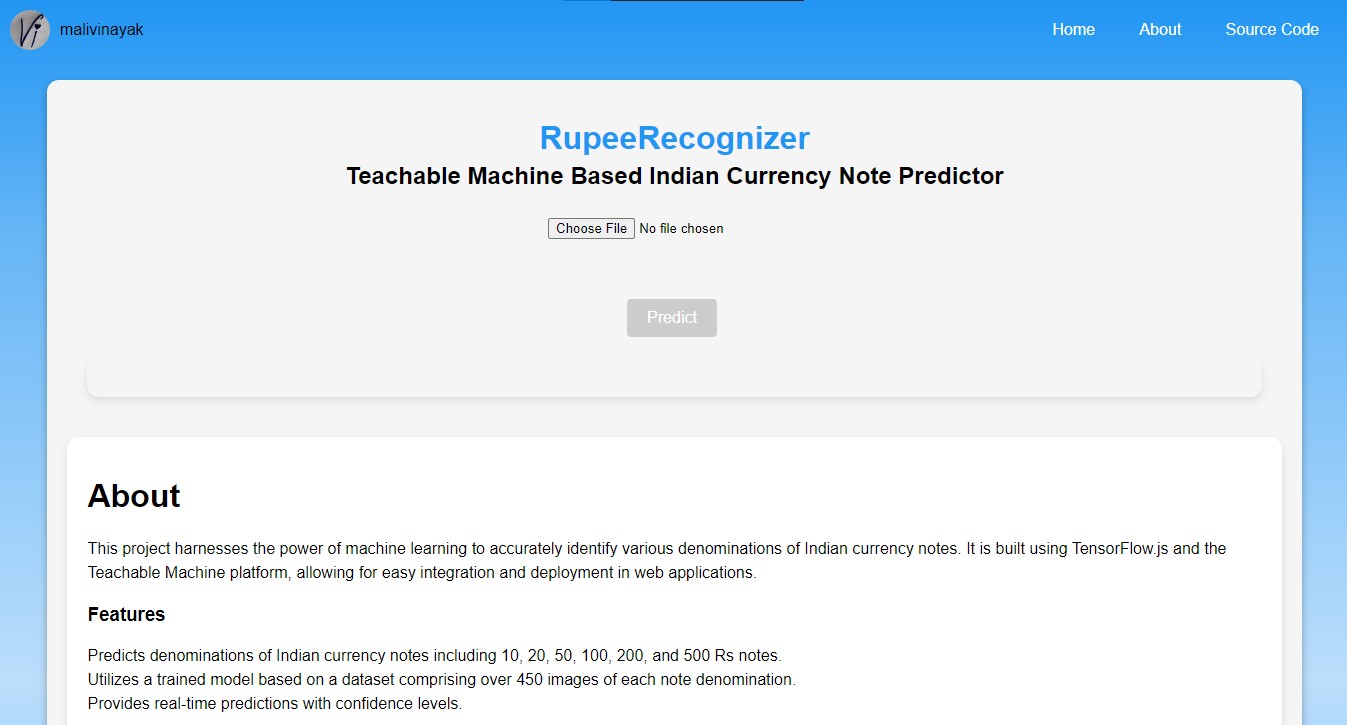 Vi malivinayak Home About Source Code
RupeeRecognizer
Teachable Machine Based Indian Currency Note Predictor
Choose File No file chosen
Predict
About
This project harnesses the power of machine learning to accurately identify various denominations of Indian currency notes. It is built using TensorFlow.js and the
Teachable Machine platform, allowing for easy integration and deployment in web applications.
Features
Predicts denominations of Indian currency notes including 10, 20, 50, 100, 200, and 500 Rs notes.
Utilizes a trained model based on a dataset comprising over 450 images of each note denomination.
Provides real-time predictions with confidence levels.